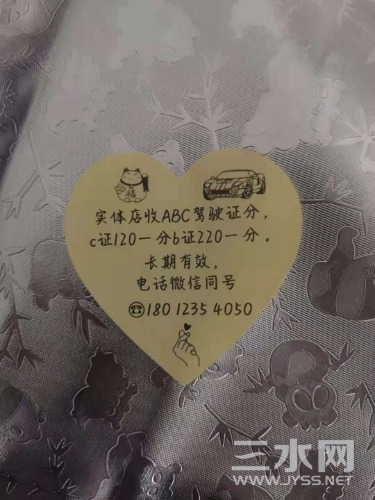 实体店收ABC驾驶证分，
c证120一分b证220一分。
长期有效，
电话微信同号
☎180 1235 4050
三水网
WWW.JYSS.NET